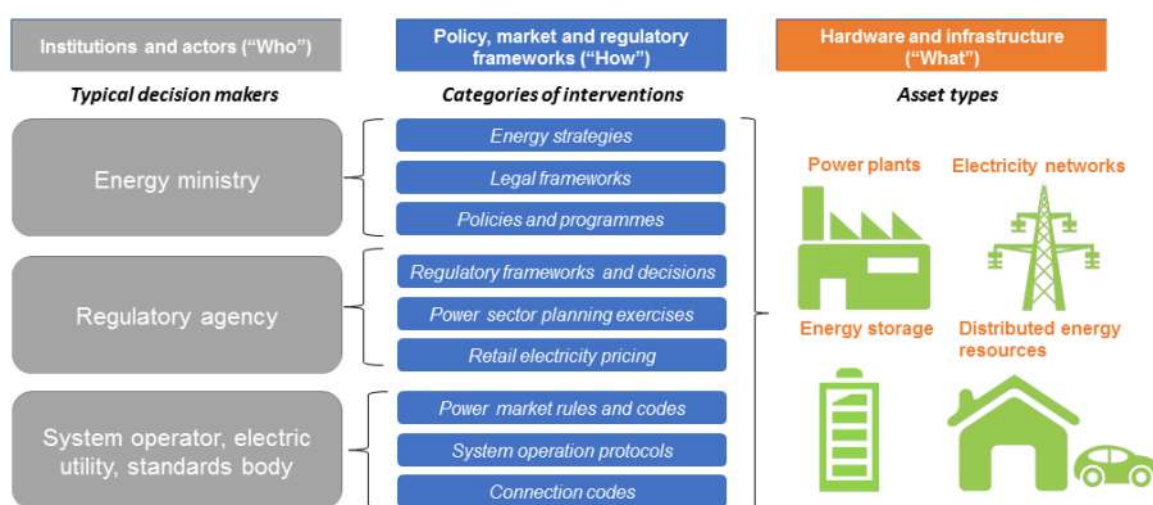 Institutions and actors (“Who”)
Policy, market and regulatory
frameworks (“How”)
Hardware and infrastructure
(“What”)
Typical decision makers
Categories of interventions
Asset types
Energy ministry
Energy strategies
Legal frameworks
Policies and programmes
Regulatory agency
Regulatory frameworks and decisions
Power sector planning exercises
Retail electricity pricing
System operator, electric
utility, standards body
Power market rules and codes
System operation protocols
Connection codes
Power plants
Electricity networks
Energy storage
Distributed energy
resources